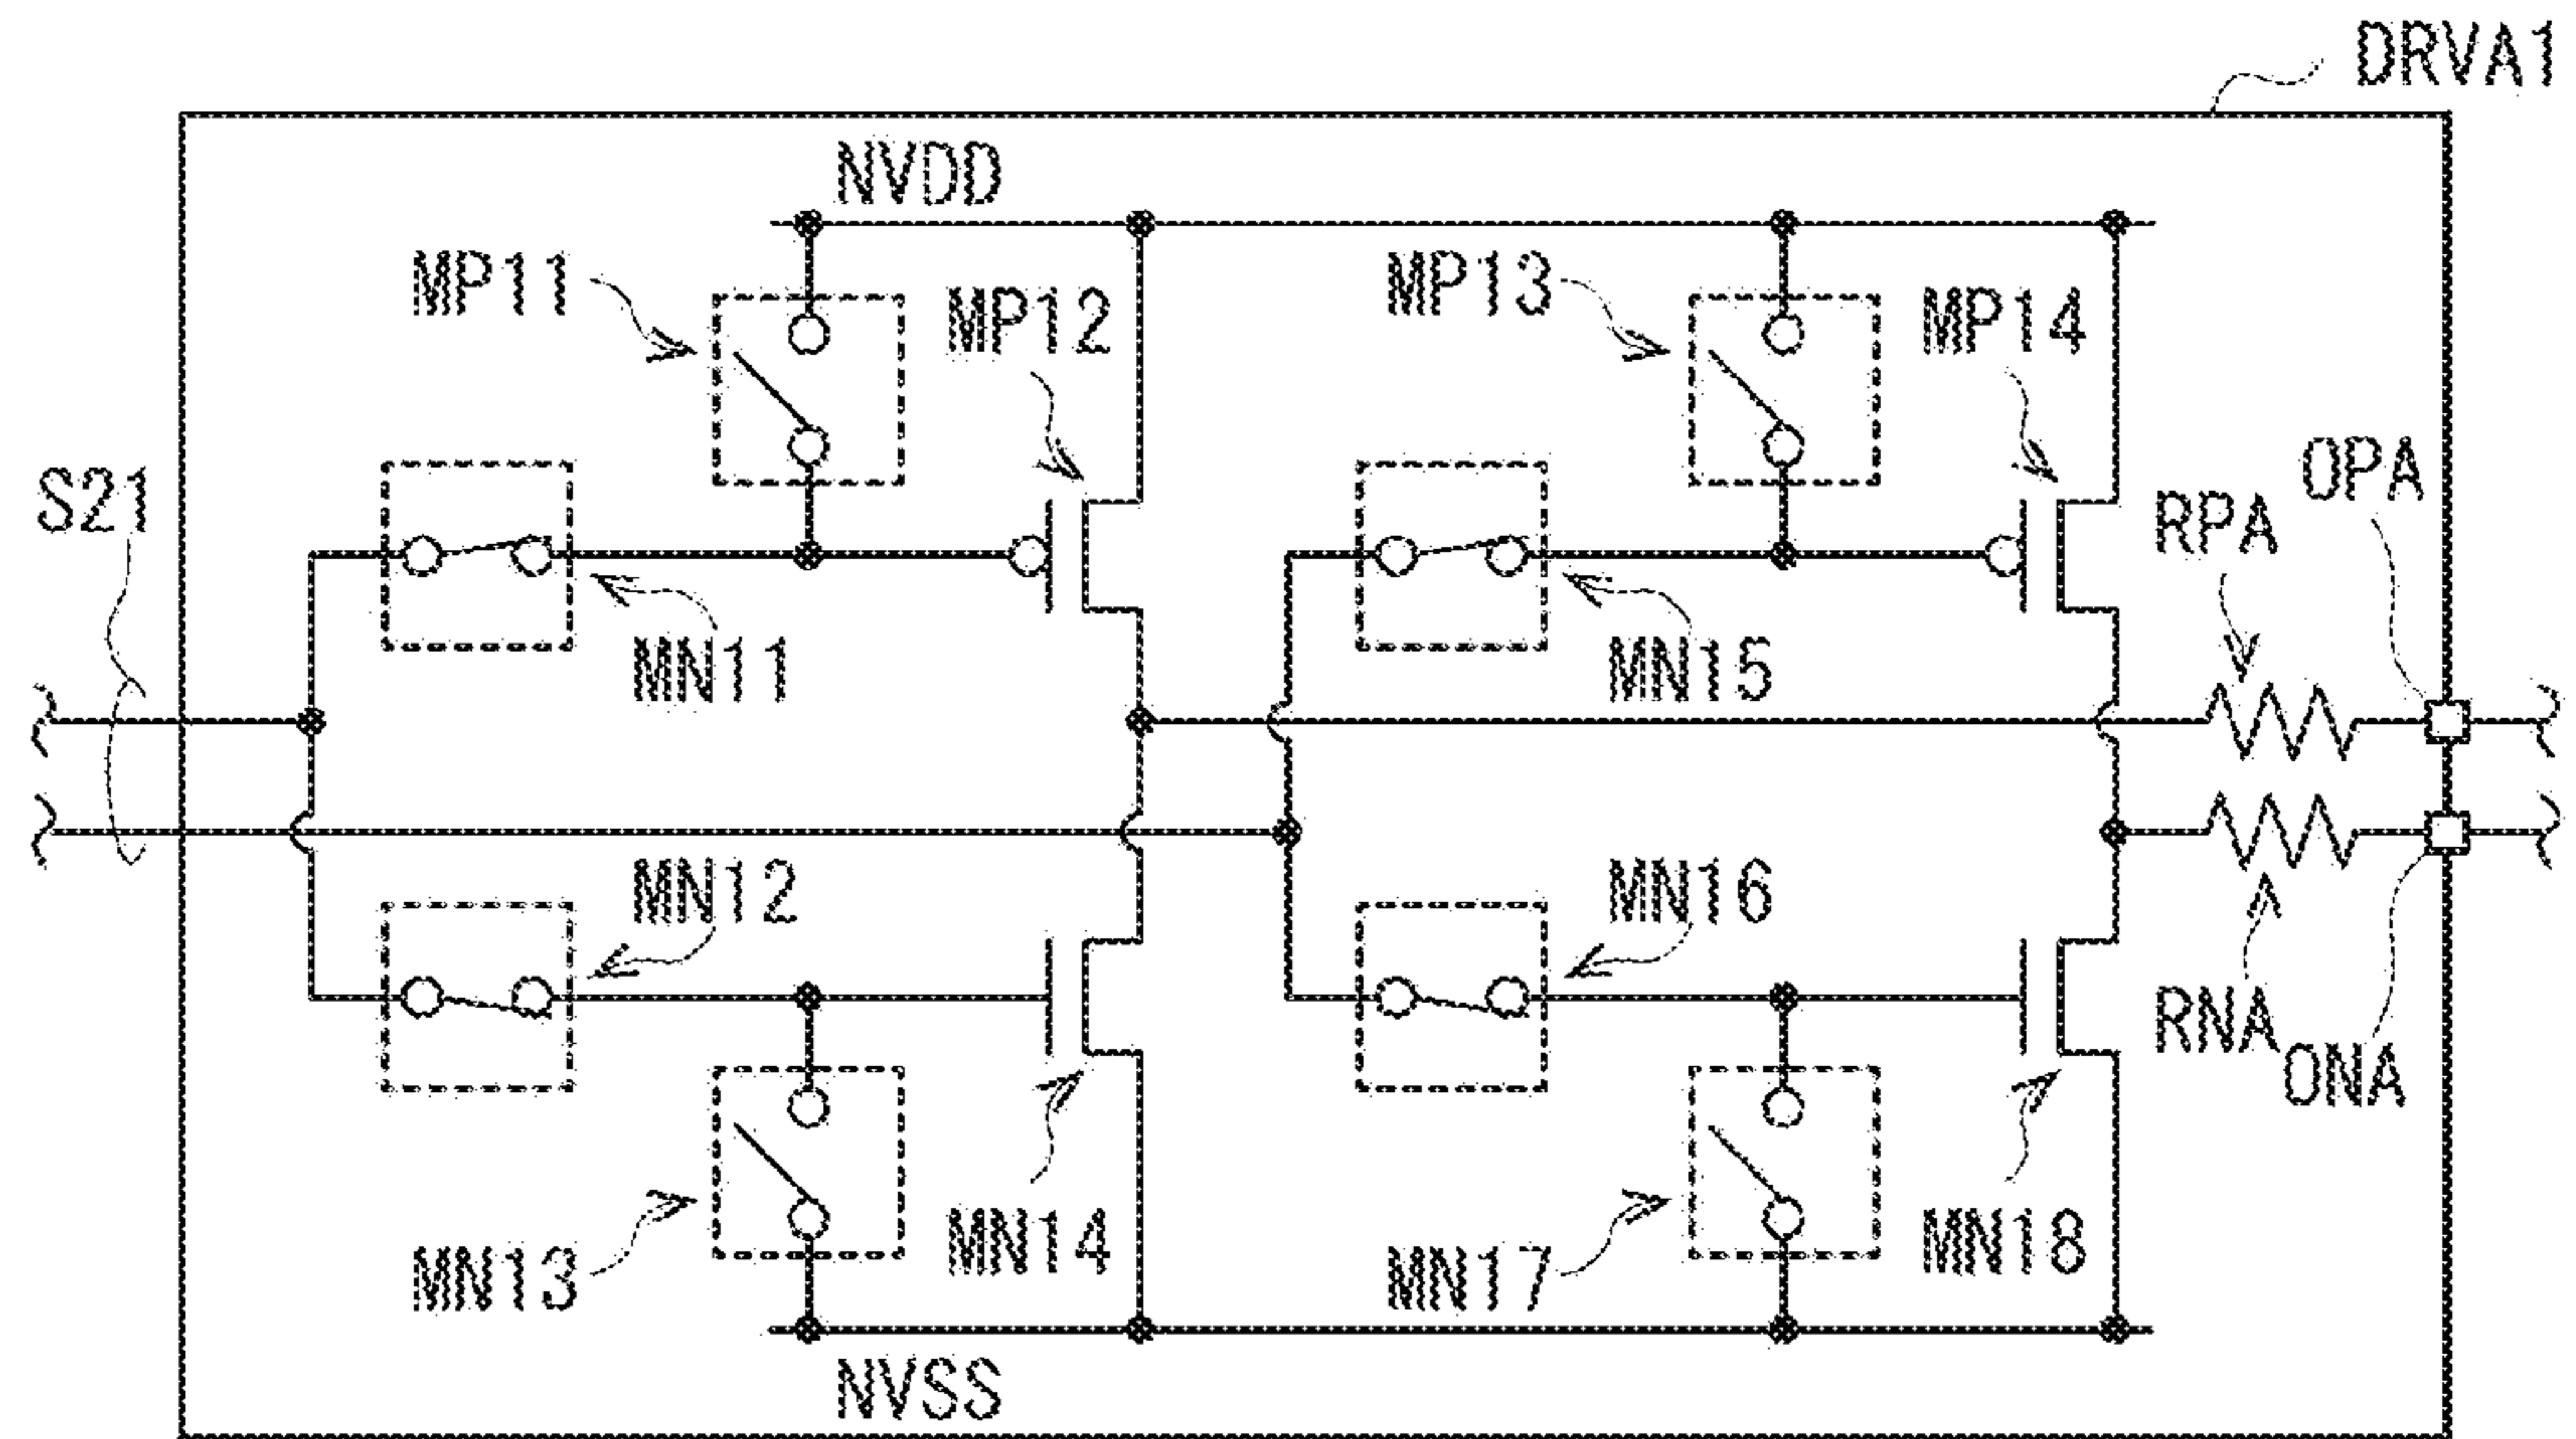 DRVA1
NVDD
MP11
MP12
MP13
MP14
S21
OPA
RPA
MN11
MN15
MN12
MN16
RNA
ONA
MN13
MN14
MN17
MN18
NVSS